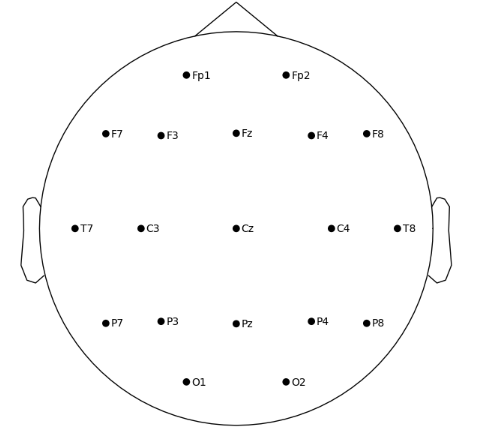 Fp1 Fp2
F7 F3 Fz F4 F8
T7 C3 Cz C4 T8
P7 P3 Pz P4 P8
O1 O2